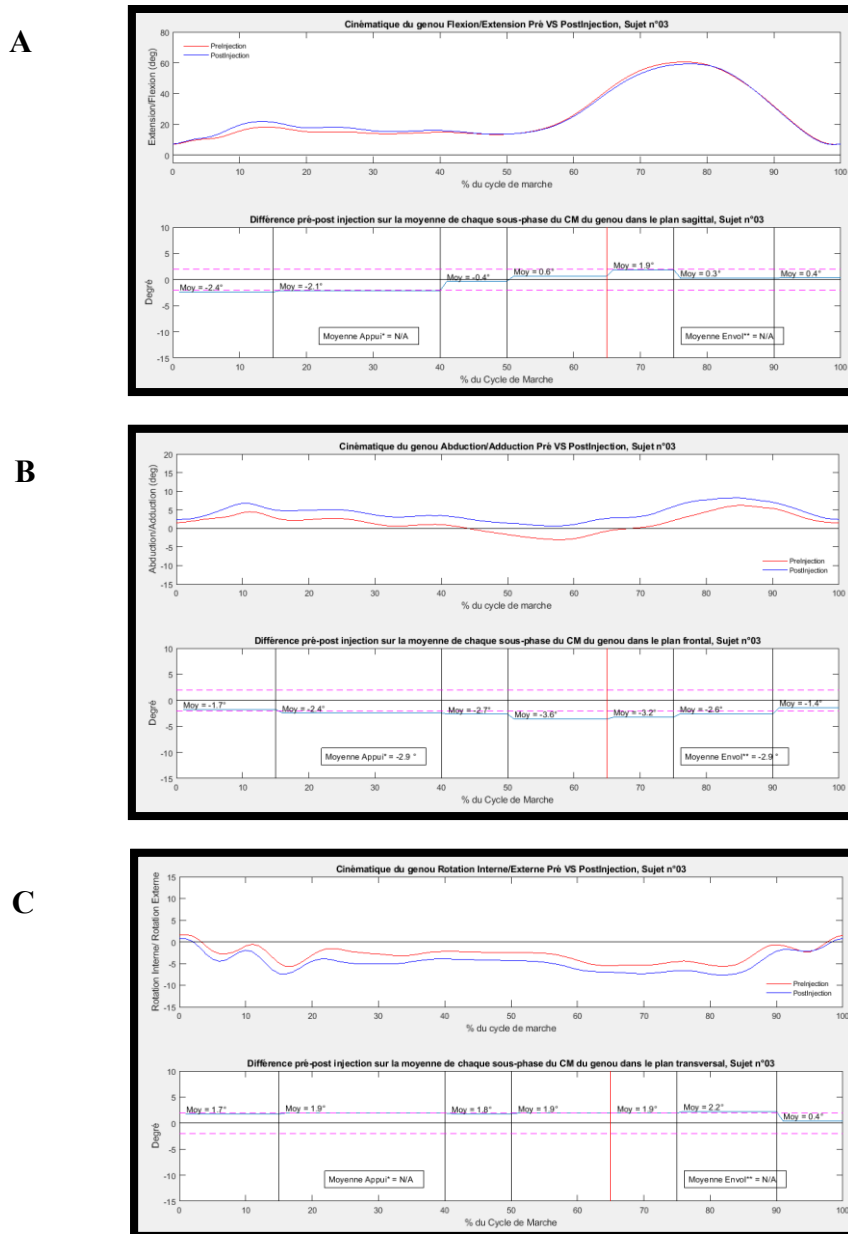 A
Cinèmatique du genou Flexion/Extension Prè VS PostInjection, Sujet n°03
PreInjection
PostInjection
Extension/Flexion (deg)
80
60
40
20
0
0 10 20 30 40 50 60 70 80 90 100
% du cycle de marche
Diffèrence prè-post injection sur la moyenne de chaque sous-phase du CM du genou dans le plan sagittal, Sujet n°03
Degré
10
5
0
-5
-10
-15
Moy = -2.4° Moy = -2.1° Moy = -0.4° Moy = 0.6° Moy = 1.9° Moy = 0.3° Moy = 0.4°
Moyenne Appui* = N/A Moyenne Envol** = N/A
0 10 20 30 40 50 60 70 80 90 100
% du Cycle de Marche
B
Cinèmatique du genou Abduction/Adduction Prè VS PostInjection, Sujet n°03
Abduction/Adduction (deg)
20
15
10
5
0
-5
-10
-15
PreInjection
PostInjection
0 10 20 30 40 50 60 70 80 90 100
% du cycle de marche
Diffèrence prè-post injection sur la moyenne de chaque sous-phase du CM du genou dans le plan frontal, Sujet n°03
Degré
10
5
0
-5
-10
-15
Moy = -1.7° Moy = -2.4° Moy = -2.7° Moy = -3.6° Moy = -3.2° Moy = -2.6° Moy = -1.4°
Moyenne Appui* = -2.9 ° Moyenne Envol** = -2.9 °
0 10 20 30 40 50 60 70 80 90 100
% du Cycle de Marche
C
Cinèmatique du genou Rotation Interne/Externe Prè VS PostInjection, Sujet n°03
Rotation Interne/ Rotation Externe
15
10
5
0
-5
-10
-15
PreInjection
PostInjection
0 10 20 30 40 50 60 70 80 90 100
% du cycle de marche
Diffèrence prè-post injection sur la moyenne de chaque sous-phase du CM du genou dans le plan transversal, Sujet n°03
Degré
10
5
0
-5
-10
-15
Moy = 1.7° Moy = 1.9° Moy = 1.8° Moy = 1.9° Moy = 1.9° Moy = 2.2° Moy = 0.4°
Moyenne Appui* = N/A Moyenne Envol** = N/A
0 10 20 30 40 50 60 70 80 90 100
% du Cycle de Marche